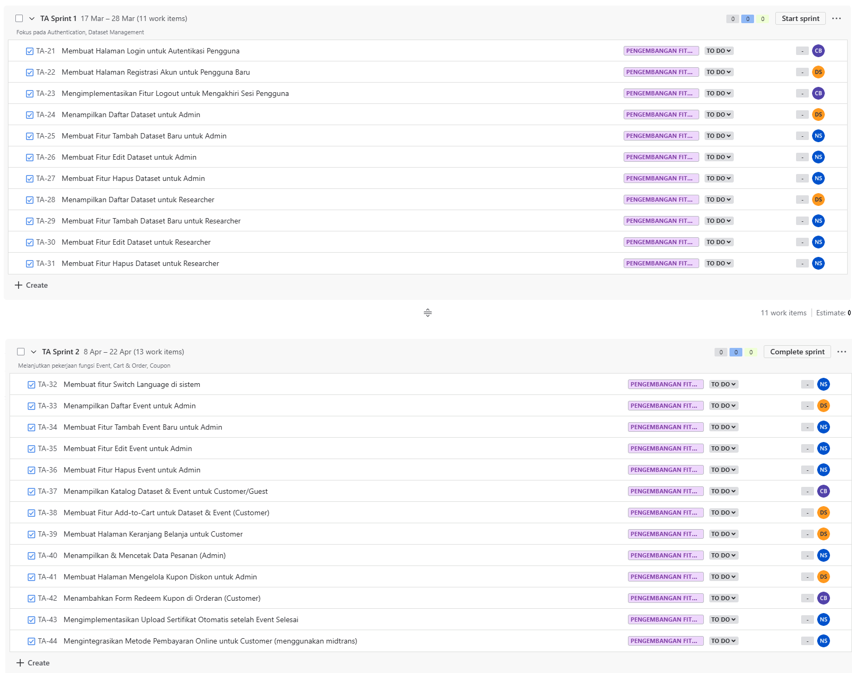 TA Sprint 1 17 Mar – 28 Mar (11 work items) 0 0 0 Start sprint ...
Fokus pada Authentication, Dataset Management
TA-21 Membuat Halaman Login untuk Autentikasi Pengguna PENGEMBANGAN FIT... TO DO - CB
TA-22 Membuat Halaman Registrasi Akun untuk Pengguna Baru PENGEMBANGAN FIT... TO DO - DS
TA-23 Mengimplementasikan Fitur Logout untuk Mengakhiri Sesi Pengguna PENGEMBANGAN FIT... TO DO - CB
TA-24 Menampilkan Daftar Dataset untuk Admin PENGEMBANGAN FIT... TO DO - DS
TA-25 Membuat Fitur Tambah Dataset Baru untuk Admin PENGEMBANGAN FIT... TO DO - NS
TA-26 Membuat Fitur Edit Dataset untuk Admin PENGEMBANGAN FIT... TO DO - NS
TA-27 Membuat Fitur Hapus Dataset untuk Admin PENGEMBANGAN FIT... TO DO - NS
TA-28 Menampilkan Daftar Dataset untuk Researcher PENGEMBANGAN FIT... TO DO - DS
TA-29 Membuat Fitur Tambah Dataset Baru untuk Researcher PENGEMBANGAN FIT... TO DO - NS
TA-30 Membuat Fitur Edit Dataset untuk Researcher PENGEMBANGAN FIT... TO DO - NS
TA-31 Membuat Fitur Hapus Dataset untuk Researcher PENGEMBANGAN FIT... TO DO - NS
+ Create
11 work items Estimate: 0
TA Sprint 2 8 Apr – 22 Apr (13 work items) 0 0 0 Complete sprint ...
Melanjutkan pekerjaan fungsi Event, Cart & Order, Coupon
TA-32 Membuat fitur Switch Language di sistem PENGEMBANGAN FIT... TO DO - NS
TA-33 Menampilkan Daftar Event untuk Admin PENGEMBANGAN FIT... TO DO - DS
TA-34 Membuat Fitur Tambah Event Baru untuk Admin PENGEMBANGAN FIT... TO DO - NS
TA-35 Membuat Fitur Edit Event untuk Admin PENGEMBANGAN FIT... TO DO - NS
TA-36 Membuat Fitur Hapus Event untuk Admin PENGEMBANGAN FIT... TO DO - NS
TA-37 Menampilkan Katalog Dataset & Event untuk Customer/Guest PENGEMBANGAN FIT... TO DO - CB
TA-38 Membuat Fitur Add-to-Cart untuk Dataset & Event (Customer) PENGEMBANGAN FIT... TO DO - DS
TA-39 Membuat Halaman Keranjang Belanja untuk Customer PENGEMBANGAN FIT... TO DO - DS
TA-40 Menampilkan & Mencetak Data Pesanan (Admin) PENGEMBANGAN FIT... TO DO - NS
TA-41 Membuat Halaman Mengelola Kupon Diskon untuk Admin PENGEMBANGAN FIT... TO DO - DS
TA-42 Menambahkan Form Redeem Kupon di Orderan (Customer) PENGEMBANGAN FIT... TO DO - CB
TA-43 Mengimplementasikan Upload Sertifikat Otomatis setelah Event Selesai PENGEMBANGAN FIT... TO DO - NS
TA-44 Mengintegrasikan Metode Pembayaran Online untuk Customer (menggunakan midtrans) PENGEMBANGAN FIT... TO DO - NS
+ Create